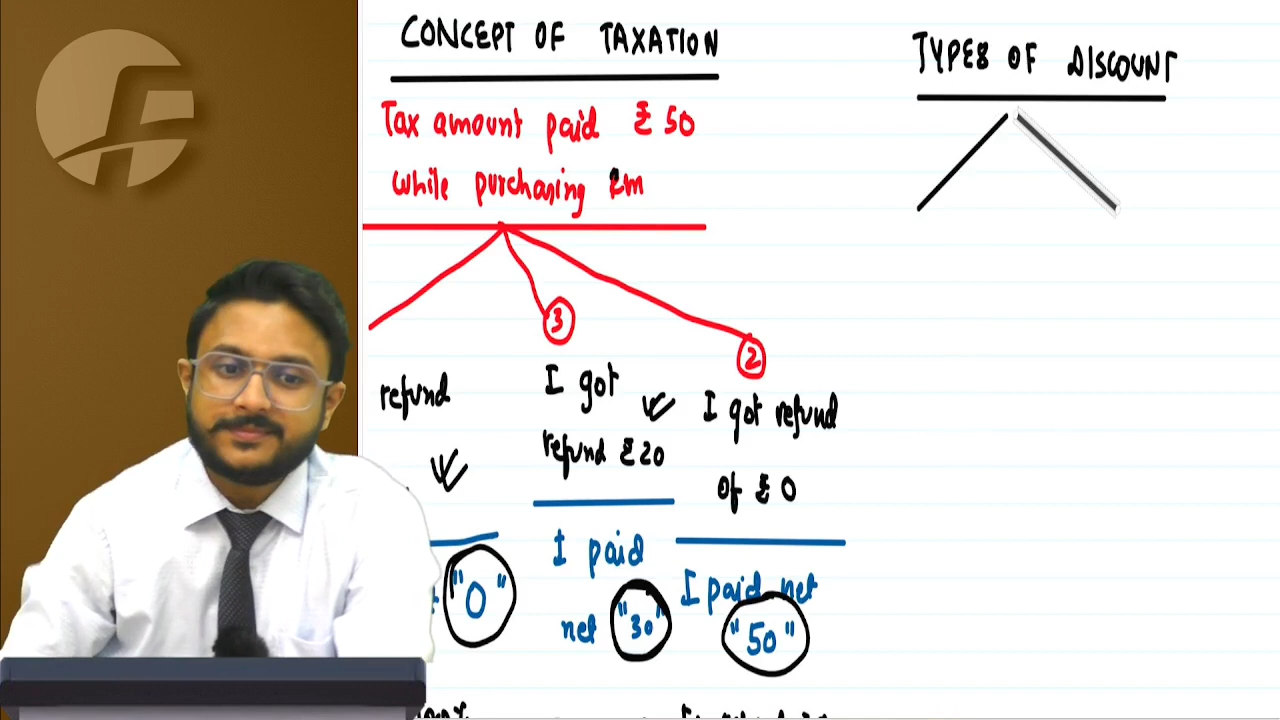 CONCEPT OF TAXATION
Tax amount paid ₹ 50
while purchasing RM
refund
"0"
3
I got
refund ₹ 20
I paid
net "30"
2
I got refund
of ₹ 0
I paid net
"50"
TYPES OF DISCOUNT